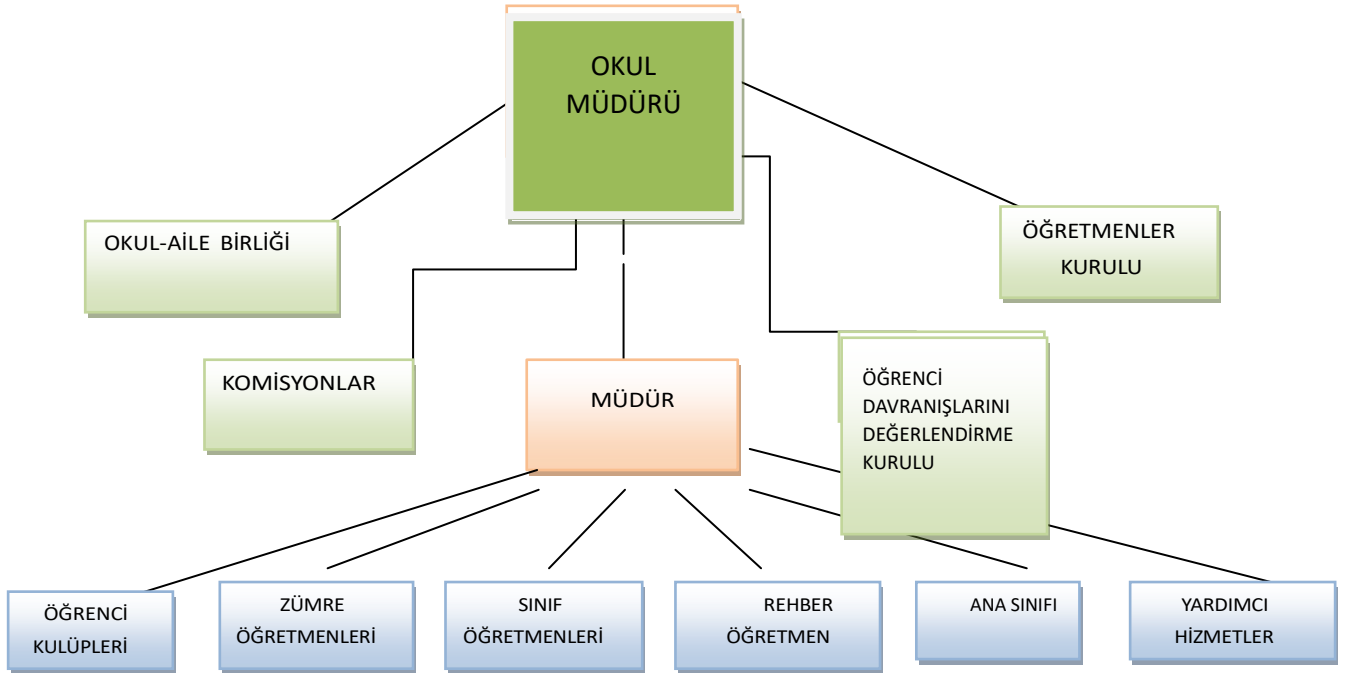 OKUL
MÜDÜRÜ
OKUL-AİLE BİRLİĞİ
ÖĞRETMENLER
KURULU
KOMİSYONLAR
MÜDÜR
ÖĞRENCİ
DAVRANIŞLARINI
DEĞERLENDİRME
KURULU
ÖĞRENCİ
KULÜPLERİ
ZÜMRE
ÖĞRETMENLERİ
SINIF
ÖĞRETMENLERİ
REHBER
ÖĞRETMEN
ANA SINIFI
YARDIMCI
HİZMETLER